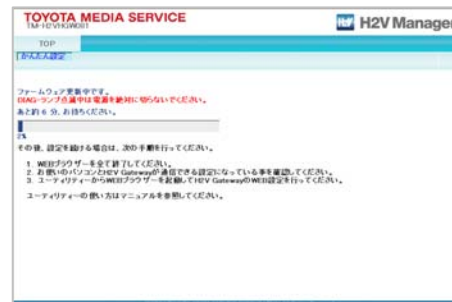 TOYOTA MEDIA SERVICE
H2V Manager
TOP
かんたん設定
ファームウェア更新中です。
DIAG-ランプ点滅中は電源を絶対に切らないでください。
あと約 6 分、お待ちください。
2%
その後、設定を続ける場合は、次の手順を行ってください。
1. WEBブラウザーを全て終了してください。
2. お使いのパソコンとH2V Gatewayが通信できる設定になっている事を確認してください。
3. ユーティリティーからWEBブラウザーを起動してH2V GatewayのWEB設定を行ってください。
ユーティリティーの使い方はマニュアルを参照してください。